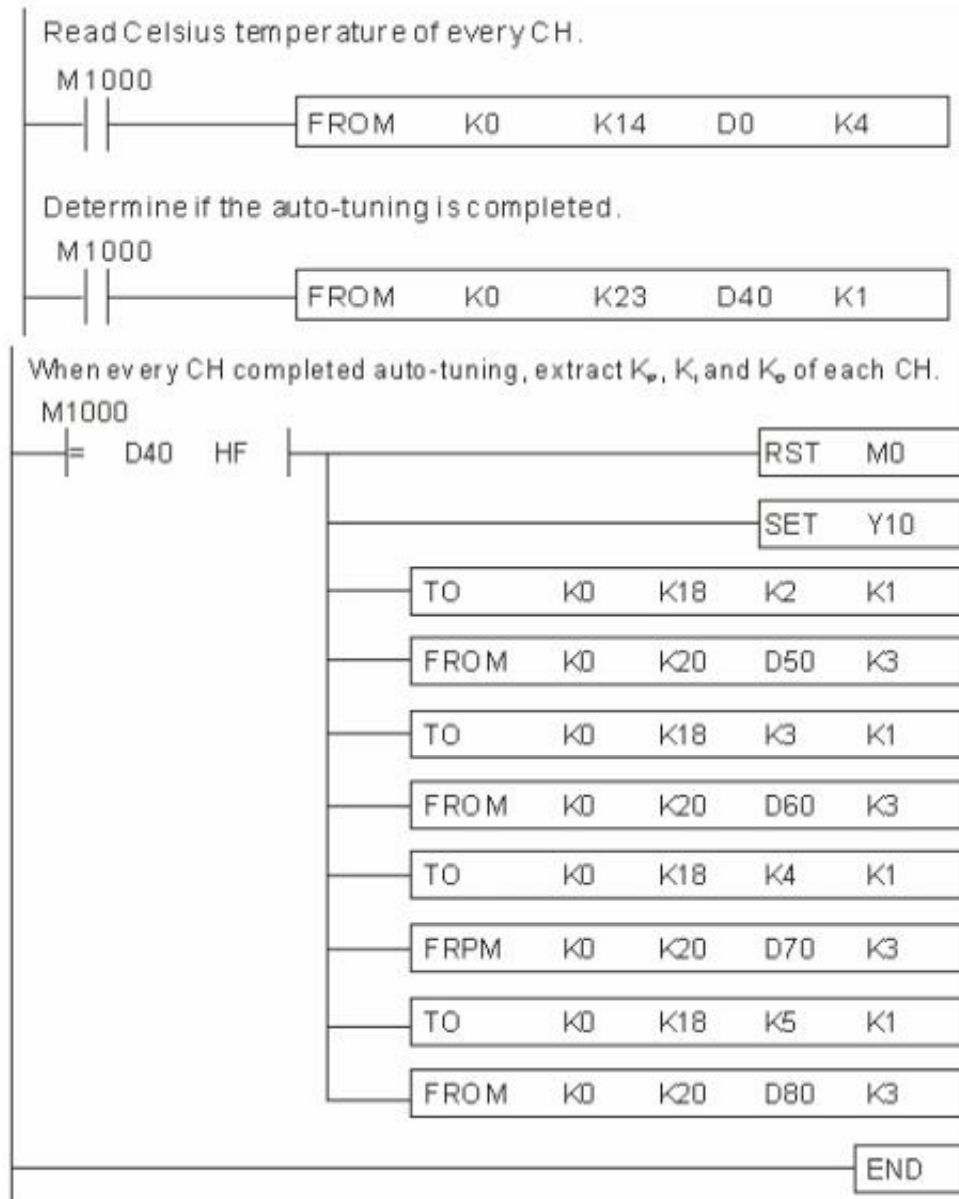 Read Celsius temperature of every CH.
M1000
FROM K0 K14 D0 K4
Determine if the auto-tuning is completed.
M1000
FROM K0 K23 D40 K1
When every CH completed auto-tuning, extract Kₚ, Kᵢ and K_D of each CH.
M1000
= D40 HF
RST M0
SET Y10
TO K0 K18 K2 K1
FROM K0 K20 D50 K3
TO K0 K18 K3 K1
FROM K0 K20 D60 K3
TO K0 K18 K4 K1
FRPM K0 K20 D70 K3
TO K0 K18 K5 K1
FROM K0 K20 D80 K3
END